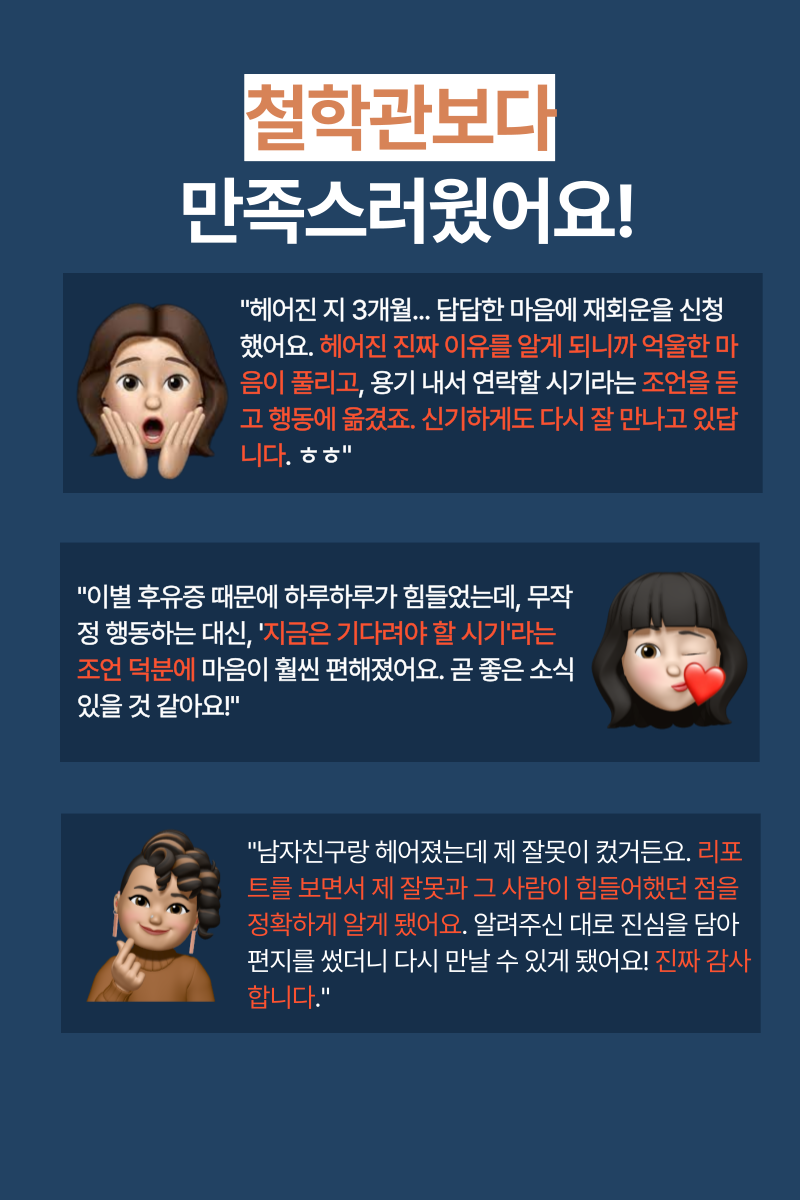 철학관보다
만족스러웠어요!
"헤어진 지 3개월... 답답한 마음에 재회운을 신청
했어요. 헤어진 진짜 이유를 알게 되니까 억울한 마
음이 풀리고, 용기 내서 연락할 시기라는 조언을 듣
고 행동에 옮겼죠. 신기하게도 다시 잘 만나고 있답
니다. ㅎㅎ"
"이별 후유증 때문에 하루하루가 힘들었는데, 무작
정 행동하는 대신, '지금은 기다려야 할 시기'라는
조언 덕분에 마음이 훨씬 편해졌어요. 곧 좋은 소식
있을 것 같아요!"
"남자친구랑 헤어졌는데 제 잘못이 컸거든요. 리포
트를 보면서 제 잘못과 그 사람이 힘들어했던 점을
정확하게 알게 됐어요. 알려주신 대로 진심을 담아
편지를 썼더니 다시 만날 수 있게 됐어요! 진짜 감사
합니다."